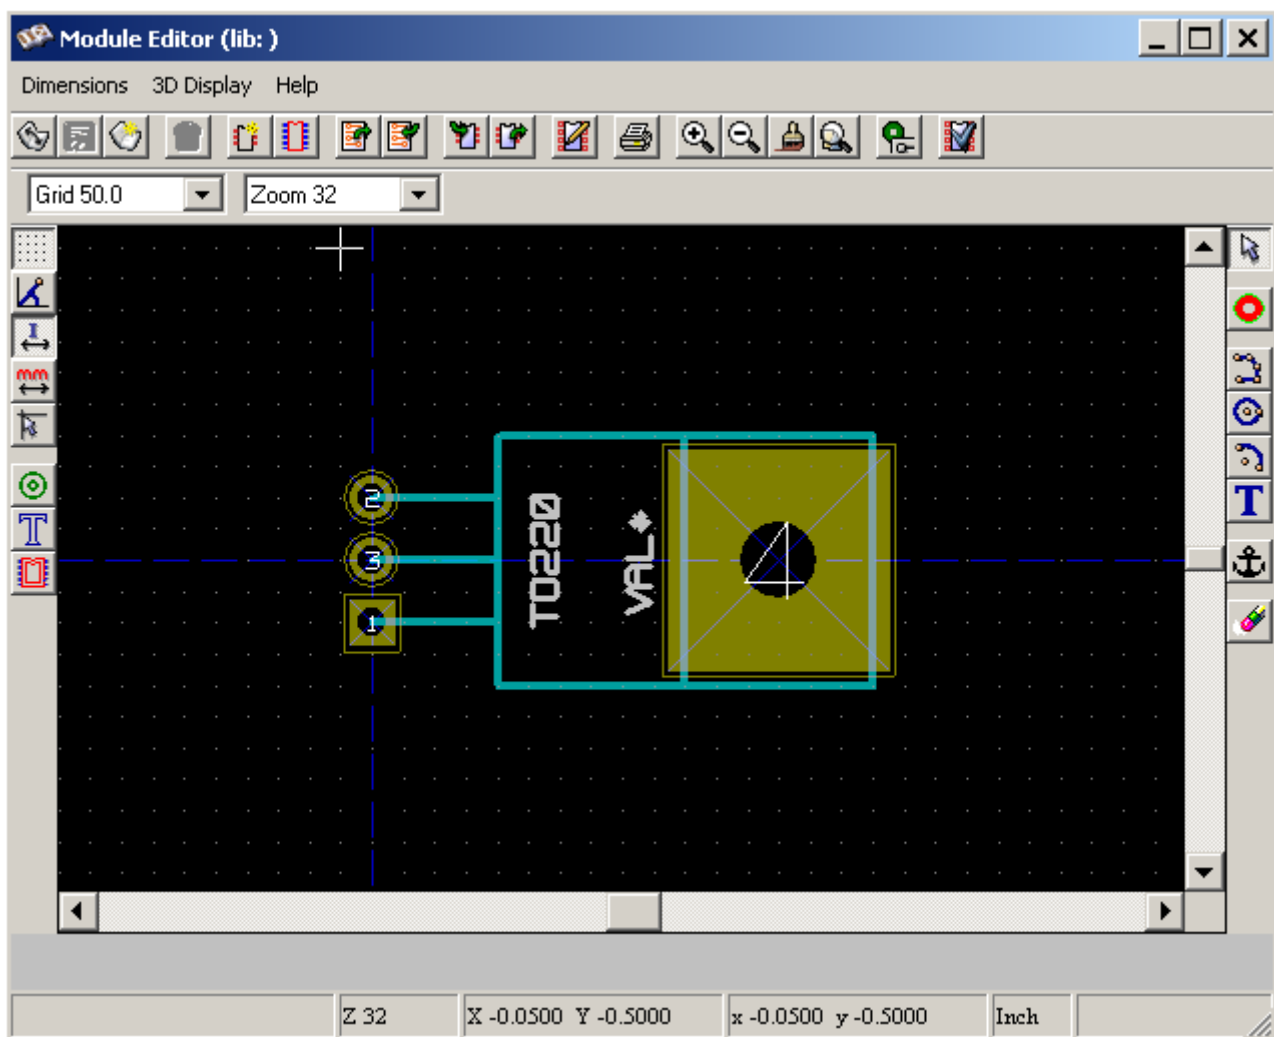 Module Editor (lib: )
Dimensions 3D Display Help
Grid 50.0 Zoom 32
I
mm
T
T
2
3
1
TO220
VAL*
4
Z 32 X -0.0500 Y -0.5000 x -0.0500 y -0.5000 Inch